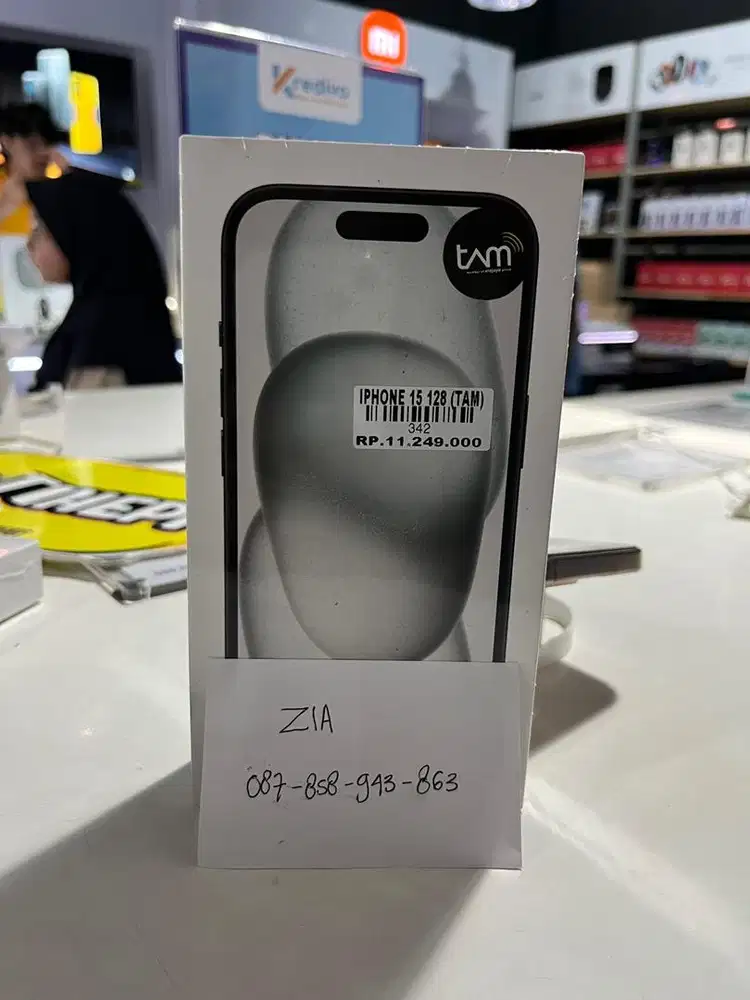 Kredivo
tam
IPHONE 15 128 (TAM)
342
RP.11.249.000
ZIA
087-858-943-863